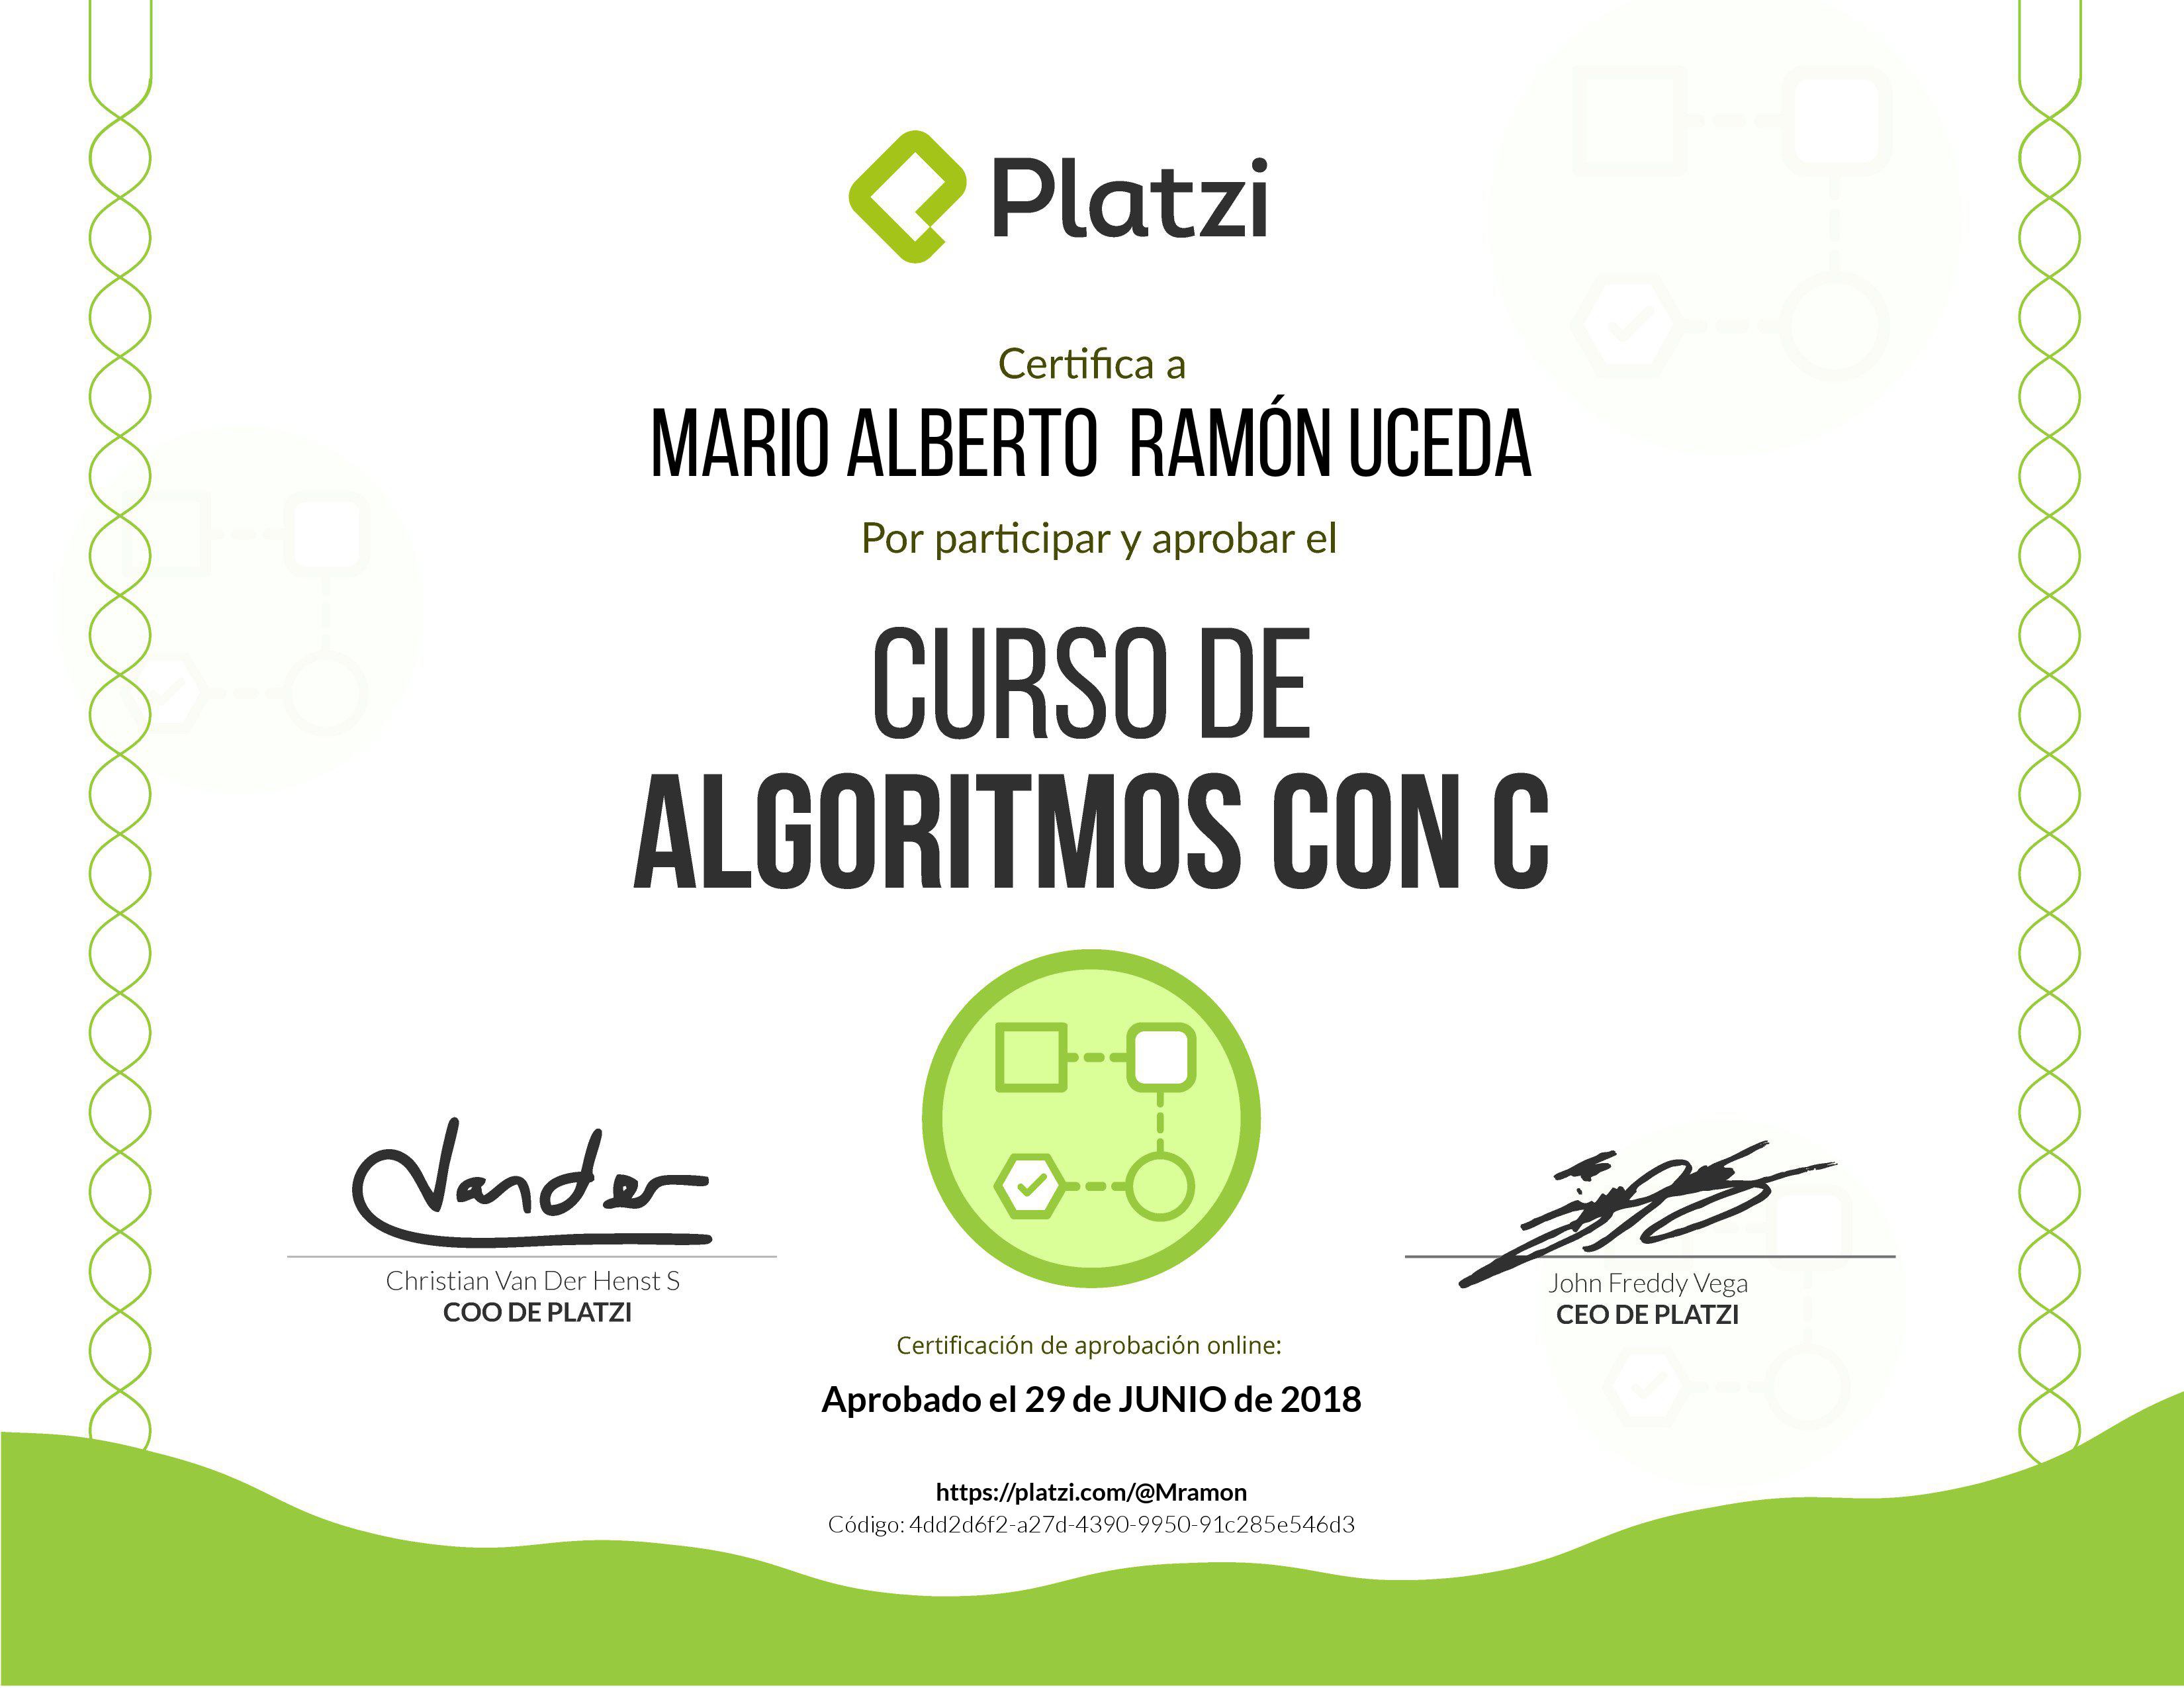 Platzi
Certifica a
MARIO ALBERTO  RAMÓN UCEDA
Por participar y aprobar el
CURSO DE
ALGORITMOS CON C
Vander
Christian Van Der Henst S
COO DE PLATZI
John Freddy Vega
CEO DE PLATZI
Certificación de aprobación online:
Aprobado el 29 de JUNIO de 2018
https://platzi.com/@Mramon
Código: 4dd2d6f2-a27d-4390-9950-91c285e546d3